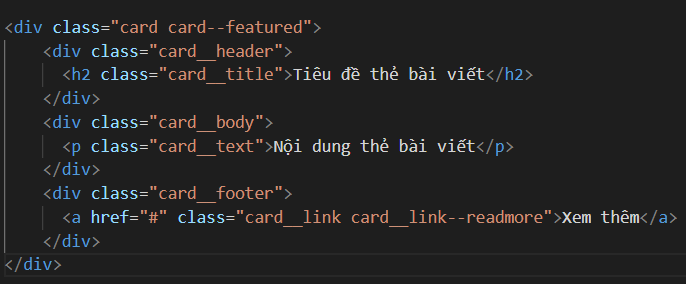 <div class="card card--featured">
<div class="card__header">
<h2 class="card__title">Tiêu đề thẻ bài viết</h2>
</div>
<div class="card__body">
<p class="card__text">Nội dung thẻ bài viết</p>
</div>
<div class="card__footer">
<a href="#" class="card__link card__link--readmore">Xem thêm</a>
</div>
</div>